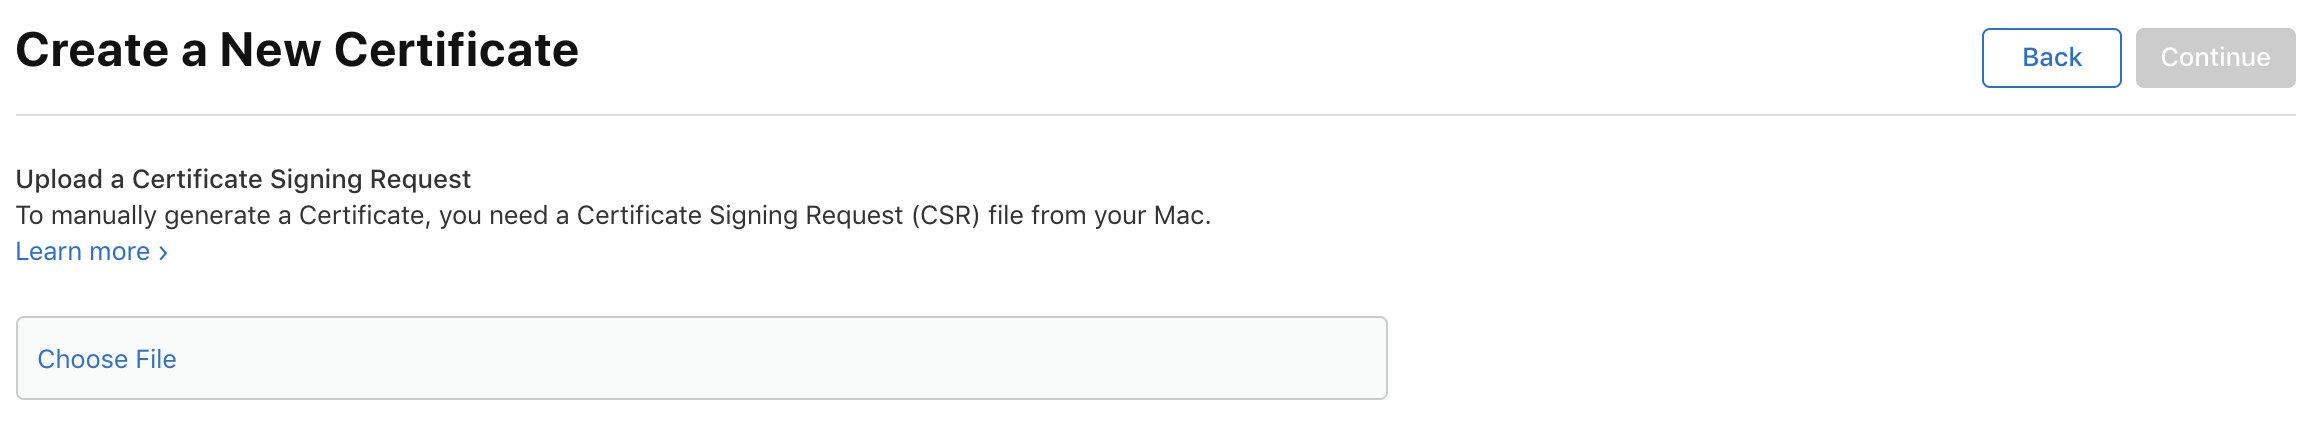 Create a New Certificate
Back
Continue
Upload a Certificate Signing Request
To manually generate a Certificate, you need a Certificate Signing Request (CSR) file from your Mac.
Learn more ›
Choose File